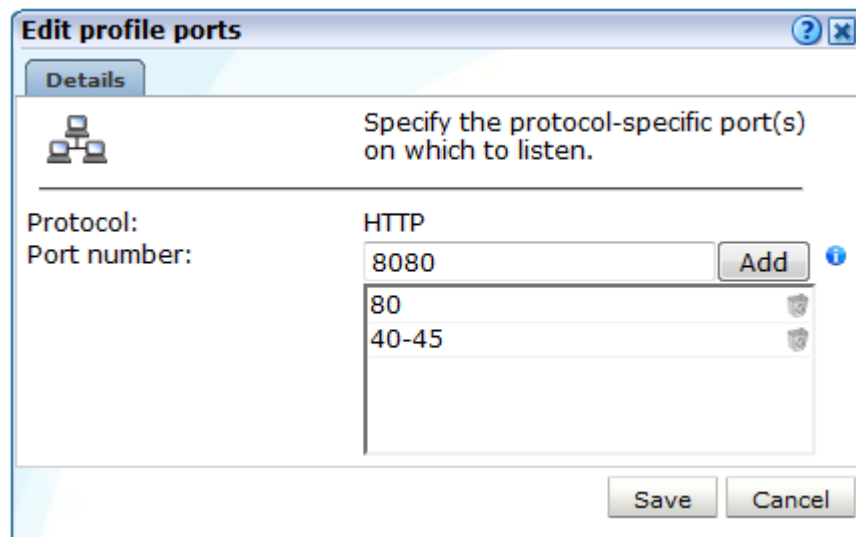 Edit profile ports
Details
Specify the protocol-specific port(s)
on which to listen.
Protocol: HTTP
Port number: 8080 Add
80
40-45
Save Cancel